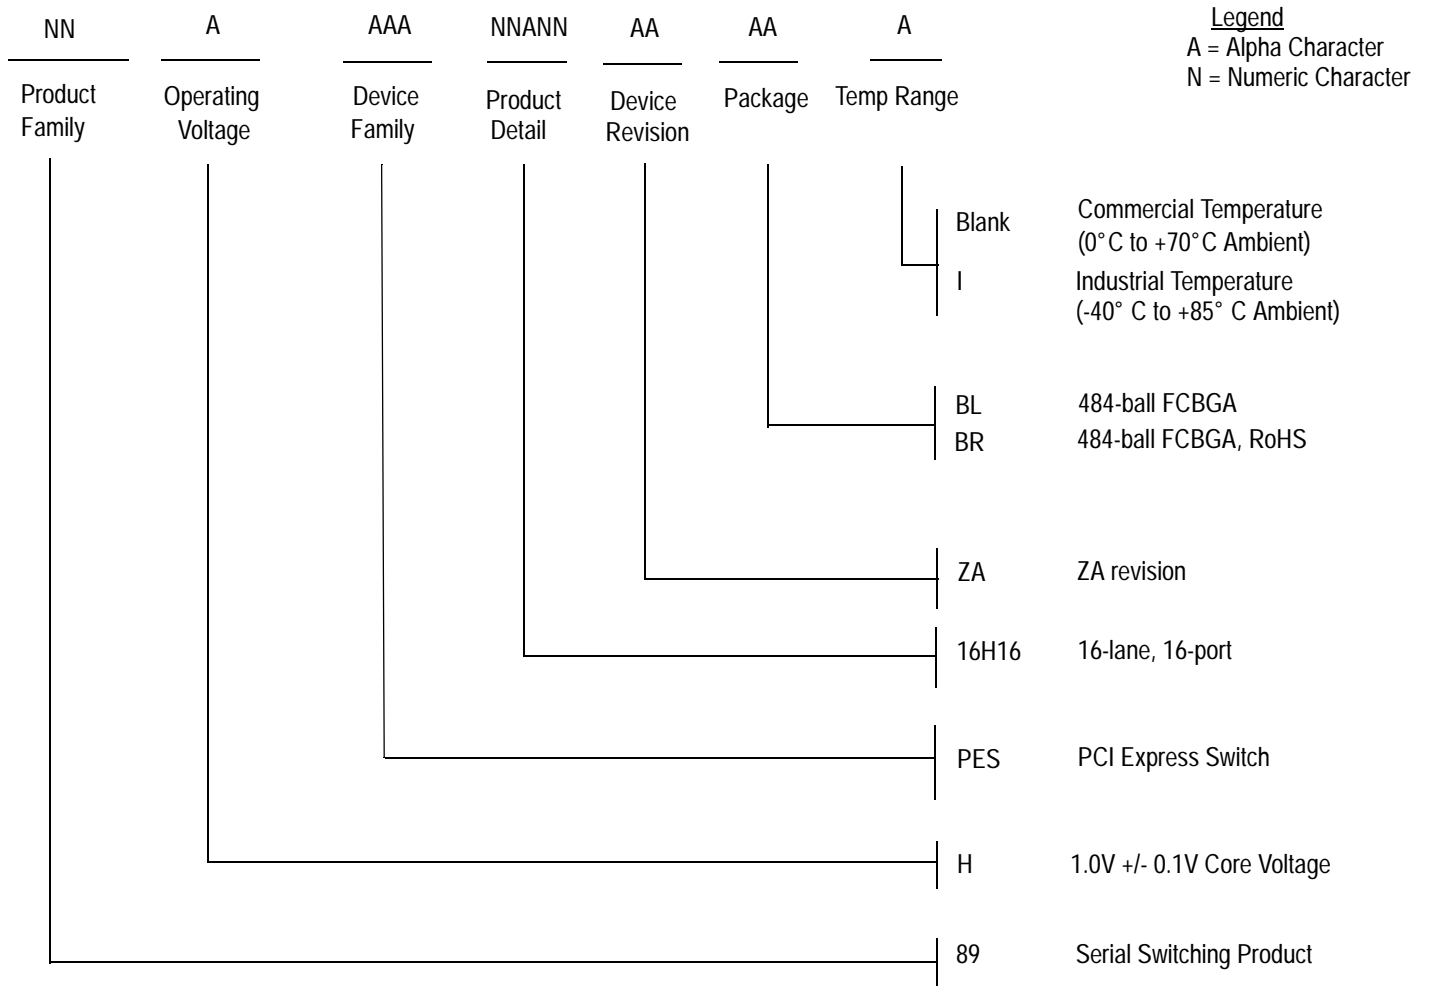 NN A AAA NNANN AA AA A
Legend
A = Alpha Character
N = Numeric Character
Product
Family
Operating
Voltage
Device
Family
Product
Detail
Device
Revision
Package
Temp Range
Blank Commercial Temperature
(0°C to +70°C Ambient)
I Industrial Temperature
(-40° C to +85° C Ambient)
BL 484-ball FCBGA
BR 484-ball FCBGA, RoHS
ZA ZA revision
16H16 16-lane, 16-port
PES PCI Express Switch
H 1.0V +/- 0.1V Core Voltage
89 Serial Switching Product